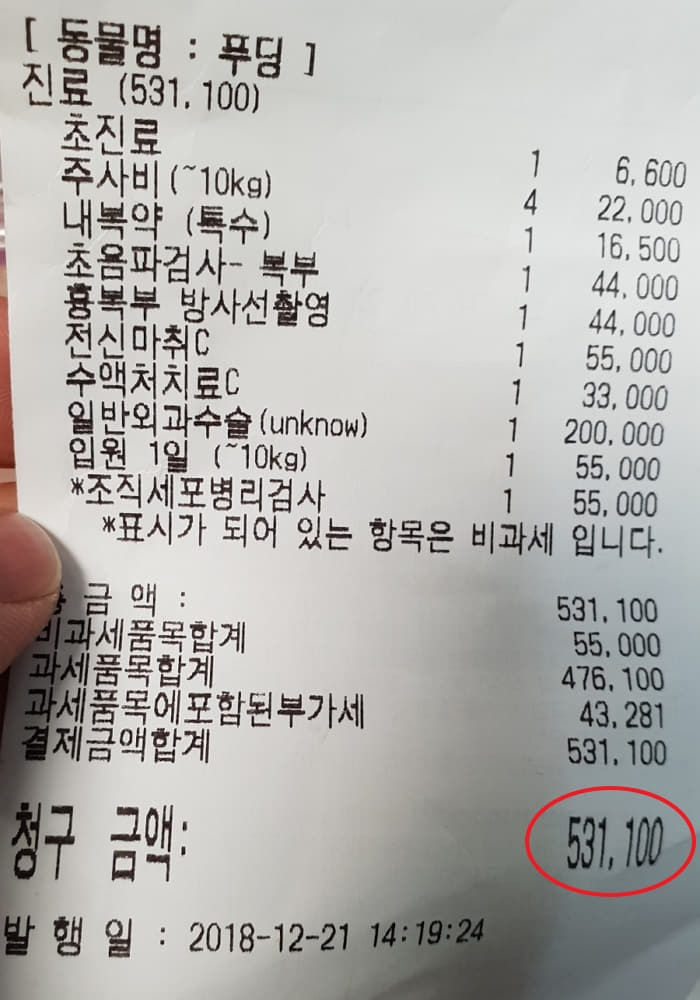 [ 동물명 : 푸딩 ]
진료 (531,100)
초진료 1 6,600
주사비(~10kg) 4 22,000
내복약 (특수) 1 16,500
초음파검사- 복부 1 44,000
흉복부 방사선촬영 1 44,000
전신마취C 1 55,000
수액처치료C 1 33,000
일반외과수술(unknow) 1 200,000
입원 1일 (~10kg) 1 55,000
*조직세포병리검사 1 55,000
*표시가 되어 있는 항목은 비과세 입니다.
금 액 : 531,100
비과세품목합계 55,000
과세품목합계 476,100
과세품목에포함된부가세 43,281
결제금액합계 531,100
청구 금액: 531,100
발 행 일 : 2018-12-21 14:19:24